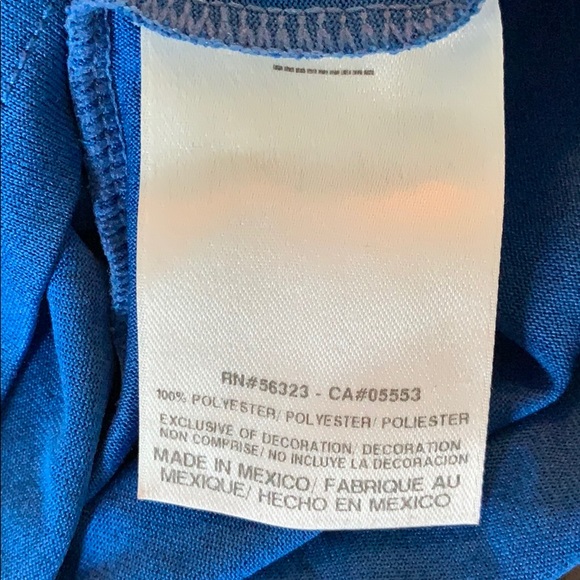 RN#56323 - CA#05553
100% POLYESTER/ POLYESTER/ POLIESTER
EXCLUSIVE OF DECORATION/ DECORATION
NON COMPRISE/ NO INCLUYE LA DECORACION
MADE IN MEXICO/ FABRIQUE AU
MEXIQUE/ HECHO EN MEXICO